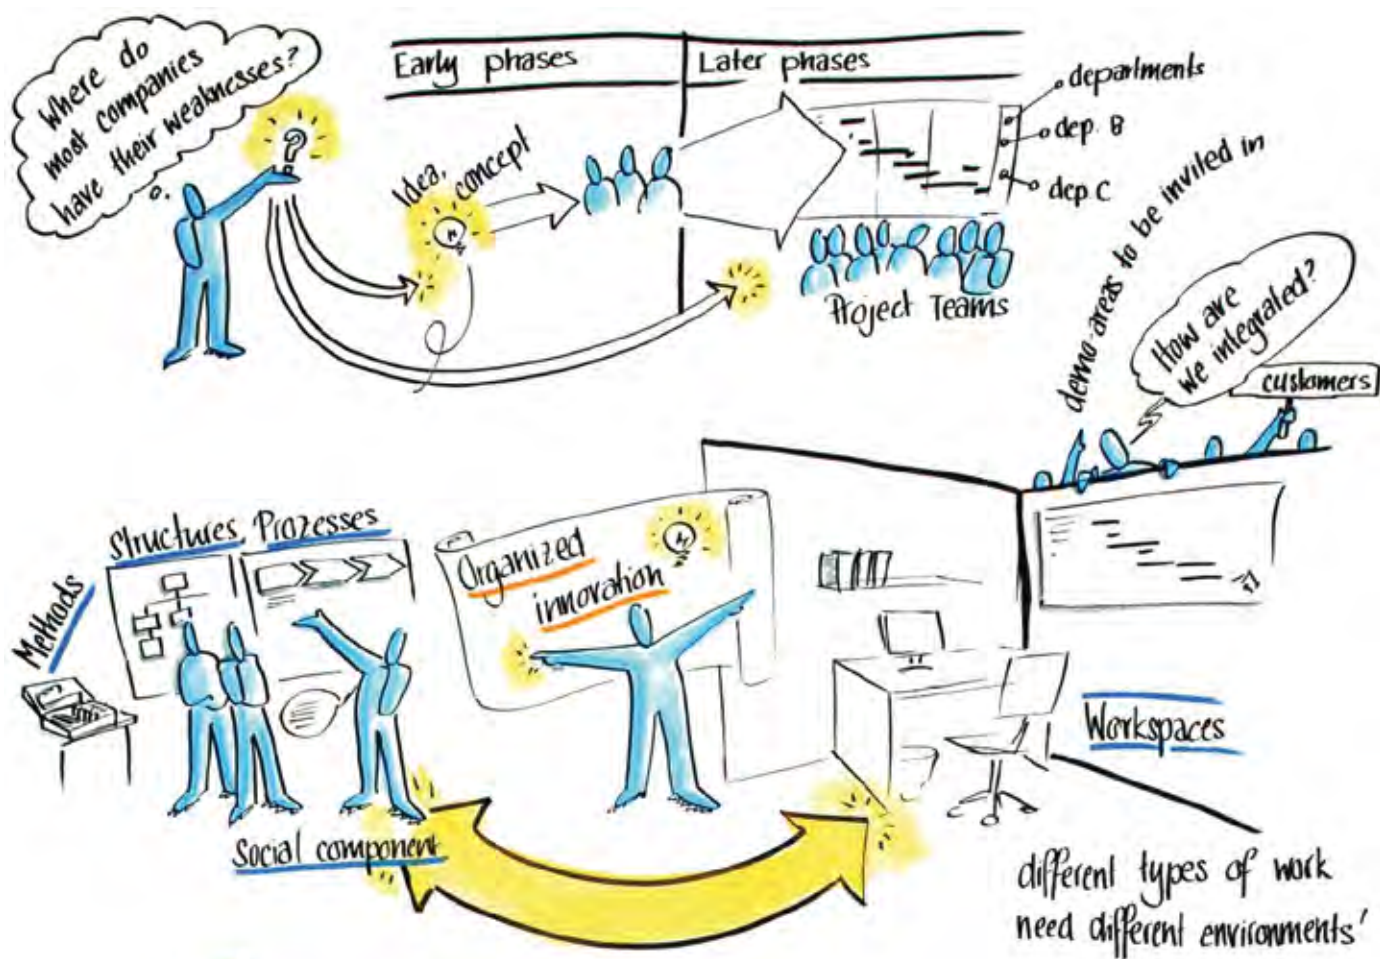 Where do
most companies
have their weaknesses?
?
Early phases
Later phases
Idea,
concept
departments
dep. B
dep C
Project Teams
demo-areas to be invited in
How are
we integrated?
customers
Methods
Structures, Prozesses
Organized
innovation
Social component
Workspaces
different types of work
need different environments'